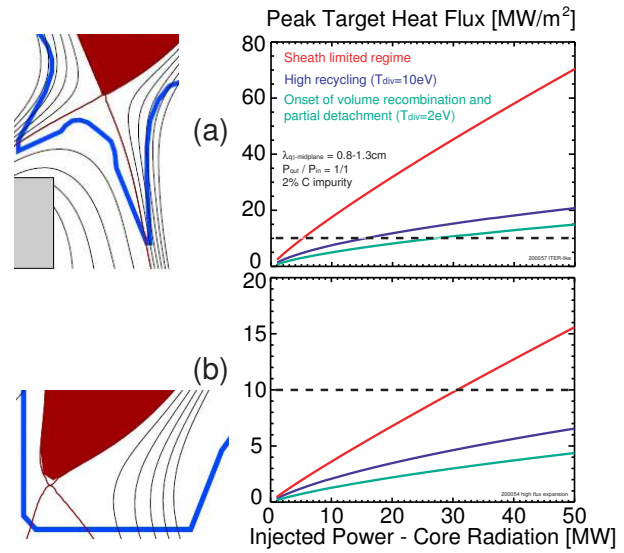 Peak Target Heat Flux [MW/m²]
(a)
80
60
40
20
0
Sheath limited regime
High recycling (Tdiv=10eV)
Onset of volume recombination and
partial detachment (Tdiv=2eV)
λq||-midplane = 0.8-1.3cm
Pout / Pin = 1/1
2% C impurity
200057 ITER-like
(b)
20
15
10
5
0
200054 high flux expansion
0 10 20 30 40 50
Injected Power - Core Radiation [MW]